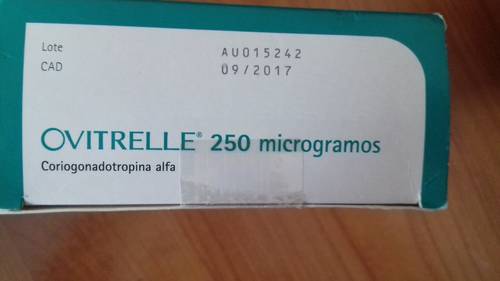 Lote AU015242
CAD 09/2017
OVITRELLE® 250 microgramos
Coriogonadotropina alfa